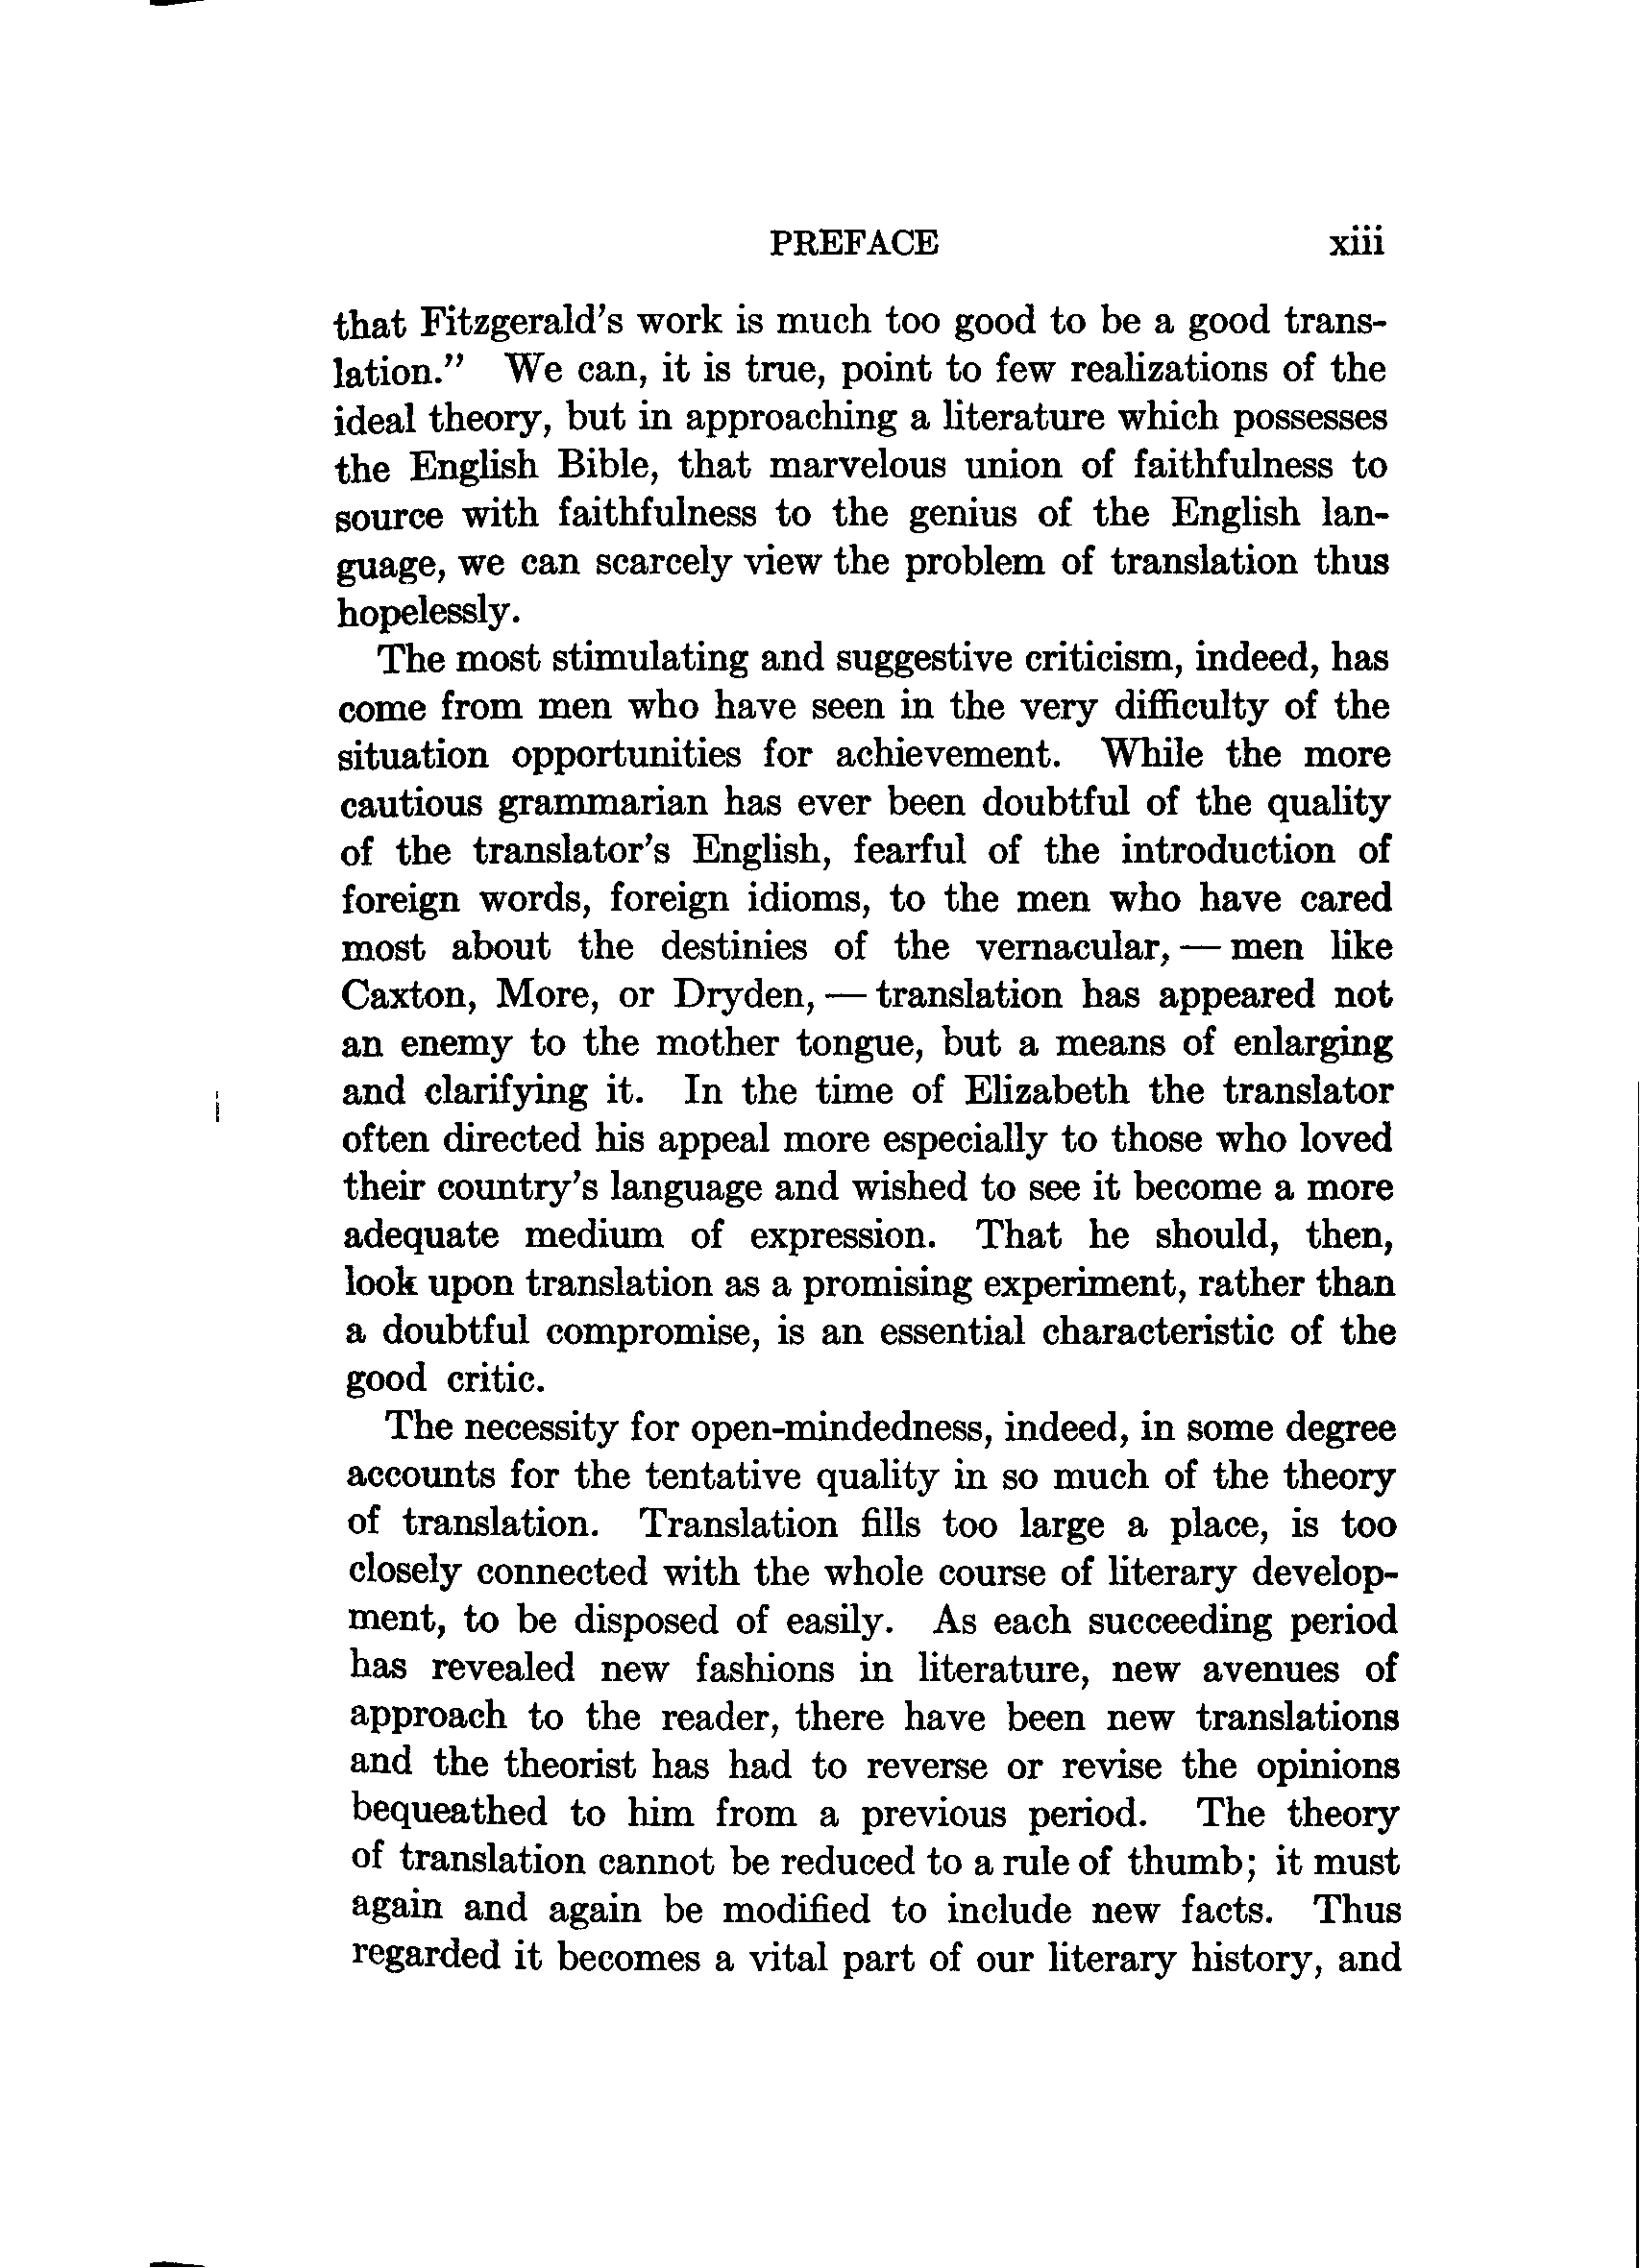 PREFACE xiii
that Fitzgerald's work is much too good to be a good trans-
lation." We can, it is true, point to few realizations of the
ideal theory, but in approaching a literature which possesses
the English Bible, that marvelous union of faithfulness to
source with faithfulness to the genius of the English lan-
guage, we can scarcely view the problem of translation thus
hopelessly.
The most stimulating and suggestive criticism, indeed, has
come from men who have seen in the very difficulty of the
situation opportunities for achievement. While the more
cautious grammarian has ever been doubtful of the quality
of the translator's English, fearful of the introduction of
foreign words, foreign idioms, to the men who have cared
most about the destinies of the vernacular,—men like
Caxton, More, or Dryden,—translation has appeared not
an enemy to the mother tongue, but a means of enlarging
and clarifying it. In the time of Elizabeth the translator
often directed his appeal more especially to those who loved
their country's language and wished to see it become a more
adequate medium of expression. That he should, then,
look upon translation as a promising experiment, rather than
a doubtful compromise, is an essential characteristic of the
good critic.
The necessity for open-mindedness, indeed, in some degree
accounts for the tentative quality in so much of the theory
of translation. Translation fills too large a place, is too
closely connected with the whole course of literary develop-
ment, to be disposed of easily. As each succeeding period
has revealed new fashions in literature, new avenues of
approach to the reader, there have been new translations
and the theorist has had to reverse or revise the opinions
bequeathed to him from a previous period. The theory
of translation cannot be reduced to a rule of thumb; it must
again and again be modified to include new facts. Thus
regarded it becomes a vital part of our literary history, and